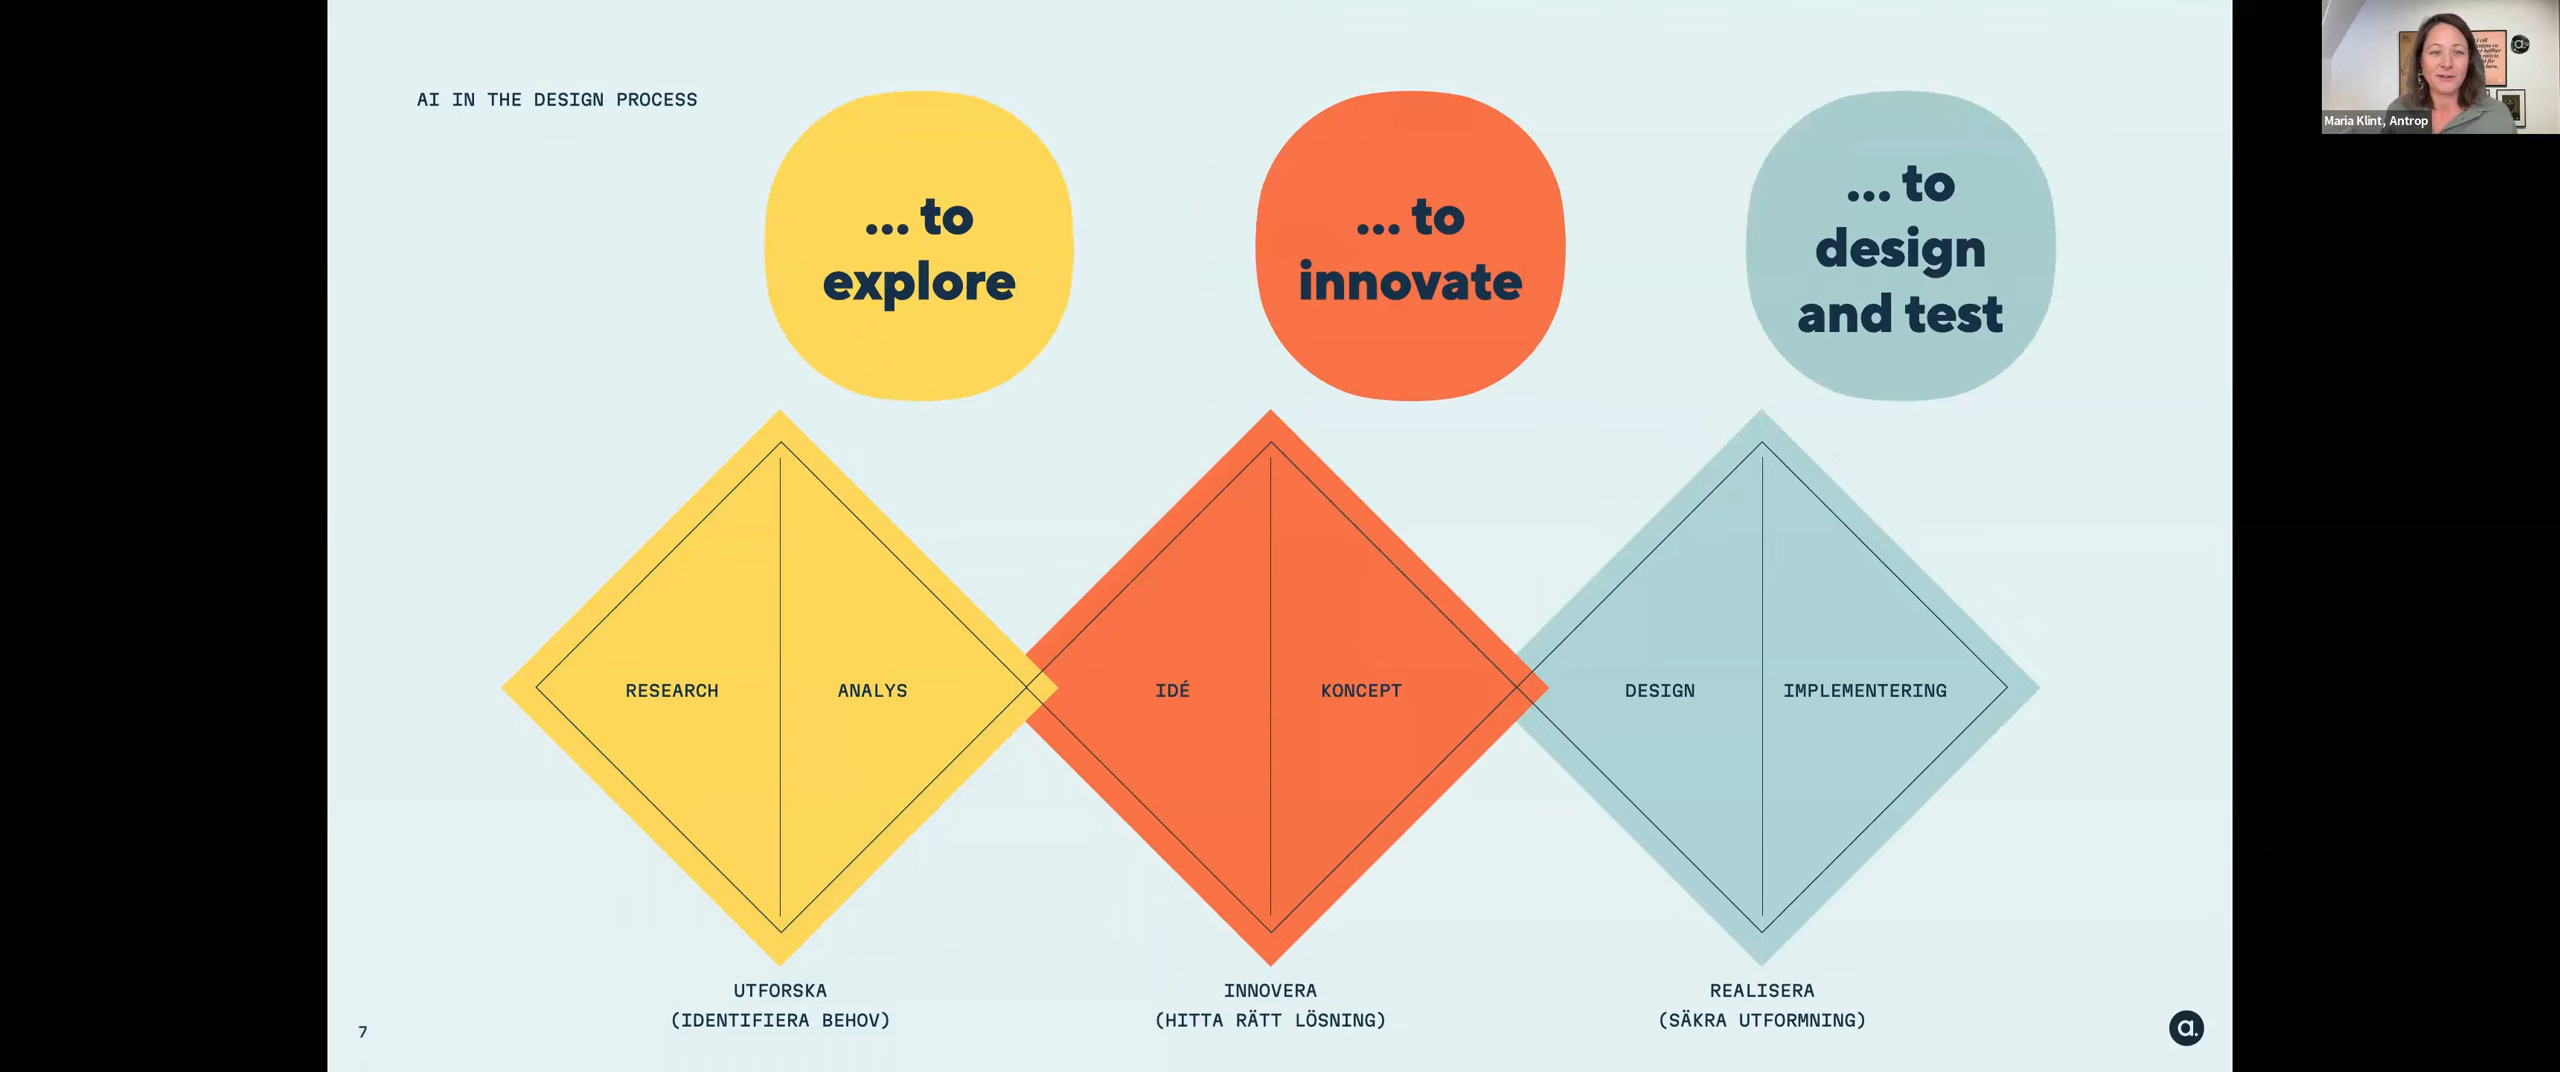 AI IN THE DESIGN PROCESS
... to
explore
... to
innovate
... to
design
and test
RESEARCH
ANALYS
IDÉ
KONCEPT
DESIGN
IMPLEMENTERING
UTFORSKA
(IDENTIFIERA BEHOV)
INNOVERA
(HITTA RÄTT LÖSNING)
REALISERA
(SÄKRA UTFORMNING)
7
a.
Maria Klint, Antrop